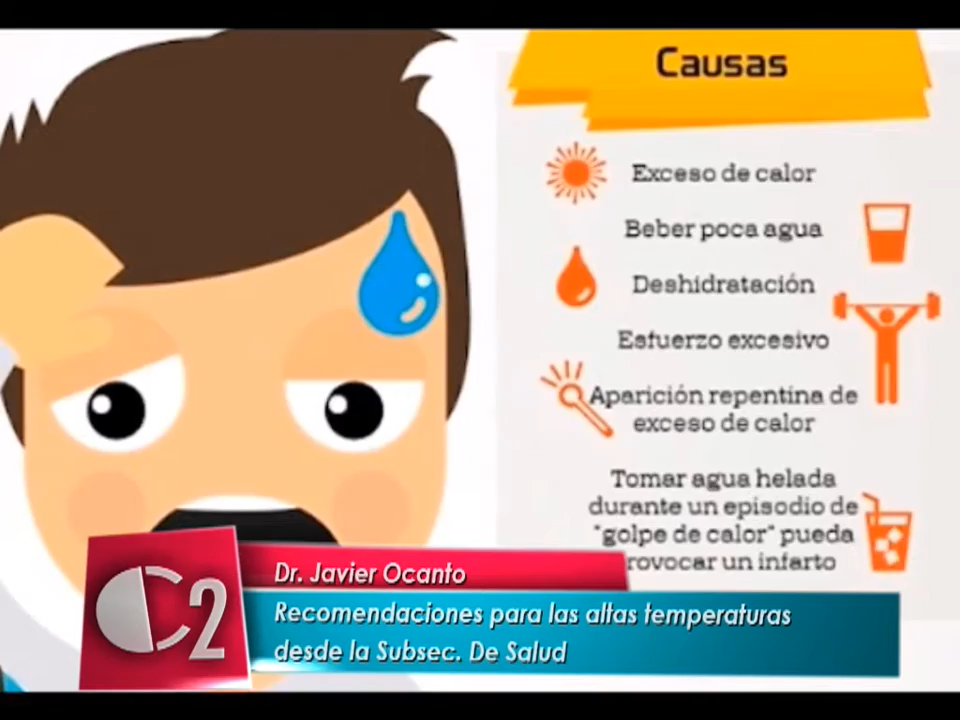 Causas
Exceso de calor
Beber poca agua
Deshidratación
Esfuerzo excesivo
Aparición repentina de
exceso de calor
Tomar agua helada
durante un episodio de
"golpe de calor" pueda
rovocar un infarto
C2
Dr. Javier Ocanto
Recomendaciones para las altas temperaturas
desde la Subsec. De Salud